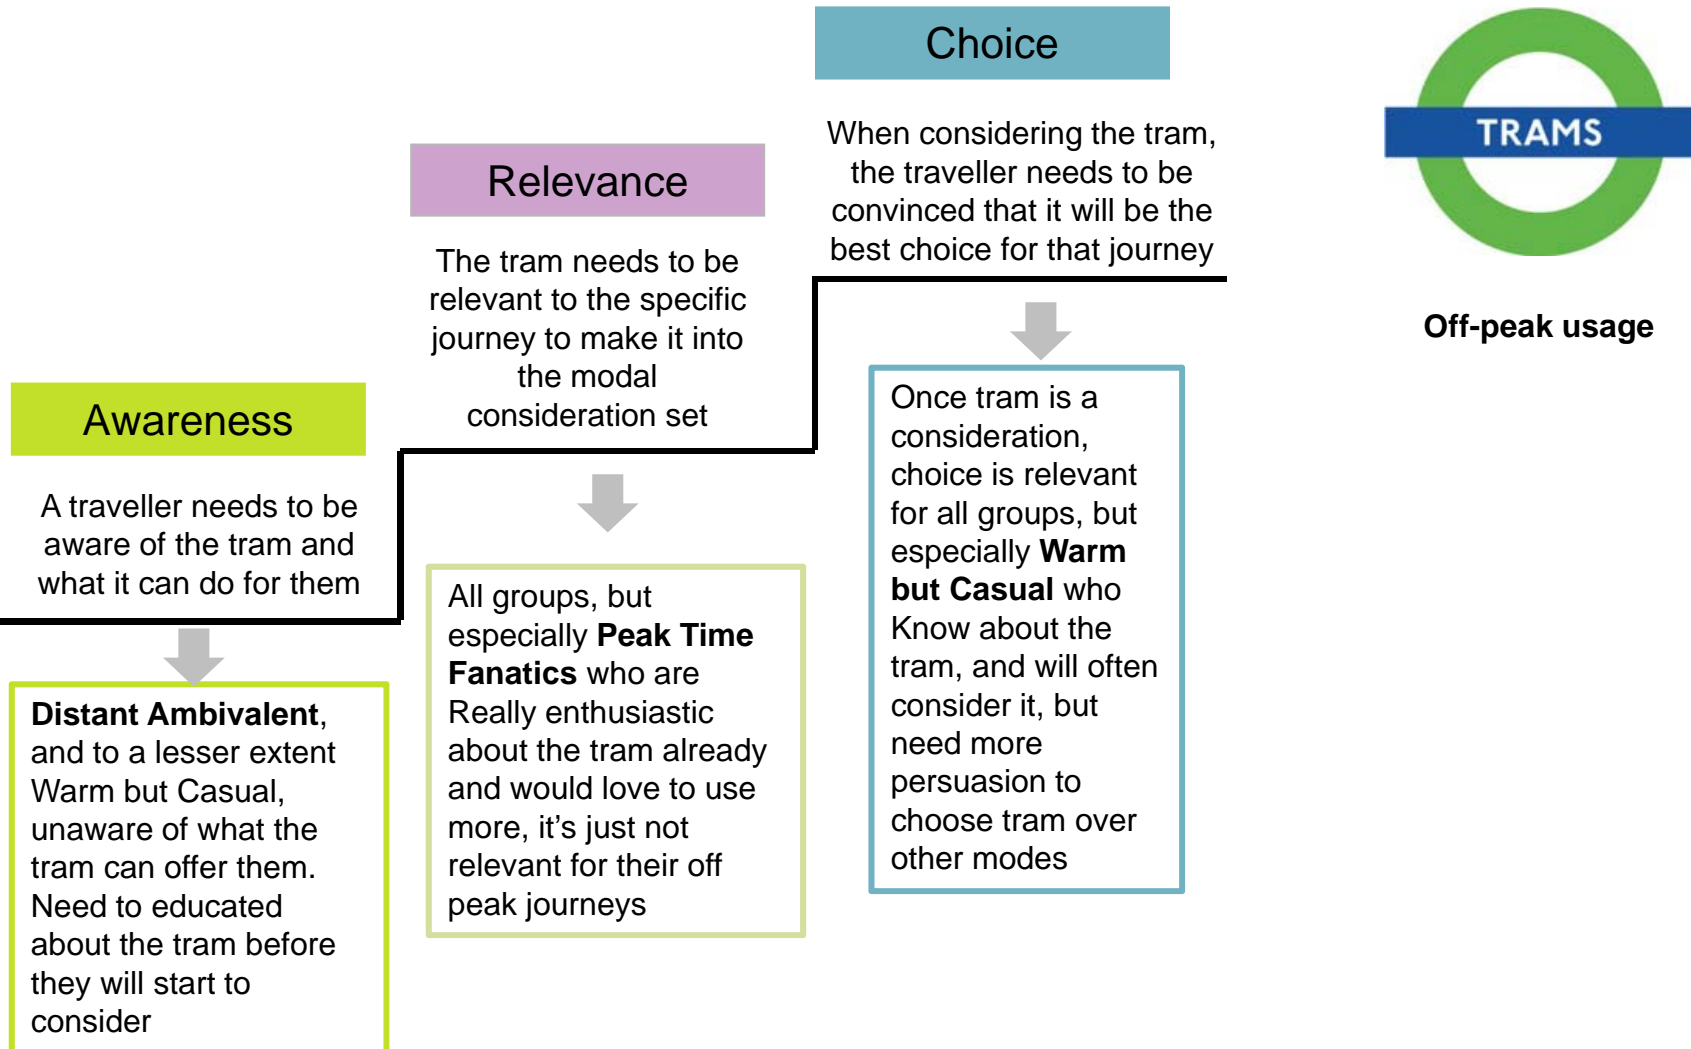 Awareness
A traveller needs to be
aware of the tram and
what it can do for them
Distant Ambivalent,
and to a lesser extent
Warm but Casual,
unaware of what the
tram can offer them.
Need to educated
about the tram before
they will start to
consider
Relevance
The tram needs to be
relevant to the specific
journey to make it into
the modal
consideration set
All groups, but
especially Peak Time
Fanatics who are
Really enthusiastic
about the tram already
and would love to use
more, it’s just not
relevant for their off
peak journeys
Choice
When considering the tram,
the traveller needs to be
convinced that it will be the
best choice for that journey
Once tram is a
consideration,
choice is relevant
for all groups, but
especially Warm
but Casual who
Know about the
tram, and will often
consider it, but
need more
persuasion to
choose tram over
other modes
TRAMS
Off-peak usage